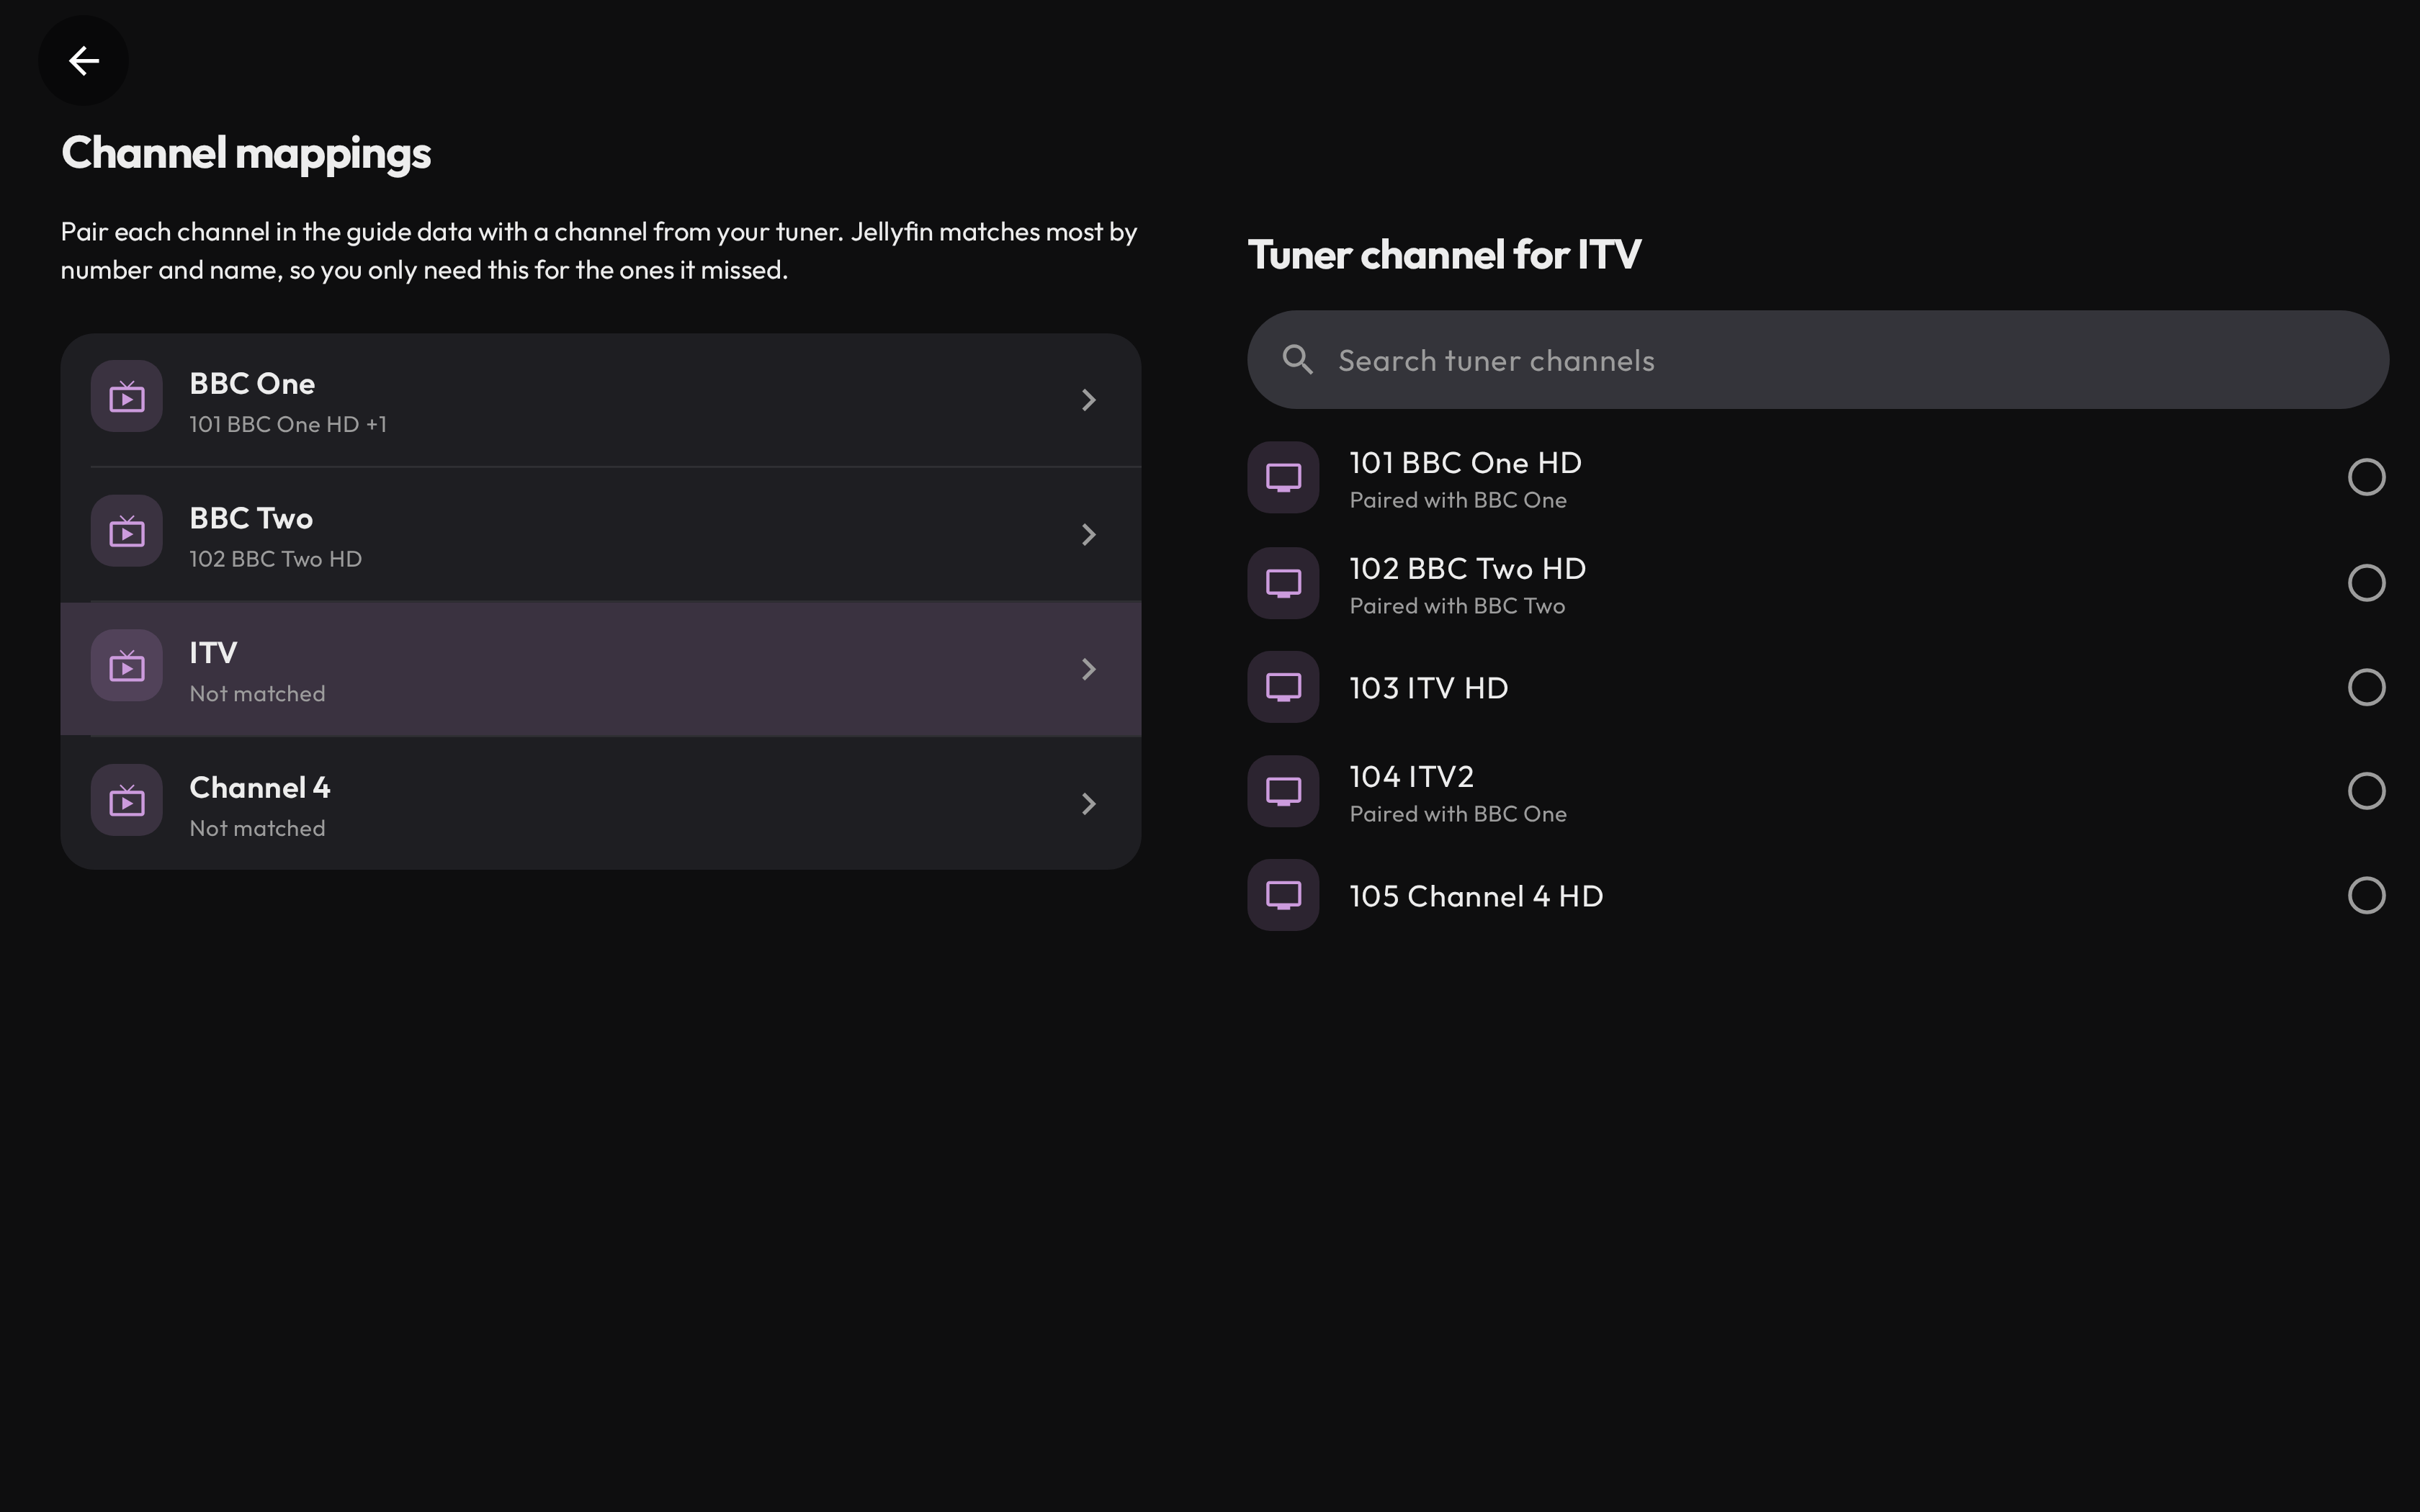 Channel mappings
Pair each channel in the guide data with a channel from your tuner. Jellyfin matches most by
number and name, so you only need this for the ones it missed.
BBC One
101 BBC One HD +1
BBC Two
102 BBC Two HD
ITV
Not matched
Channel 4
Not matched
Tuner channel for ITV
Search tuner channels
101 BBC One HD
Paired with BBC One
102 BBC Two HD
Paired with BBC Two
103 ITV HD
104 ITV2
Paired with BBC One
105 Channel 4 HD